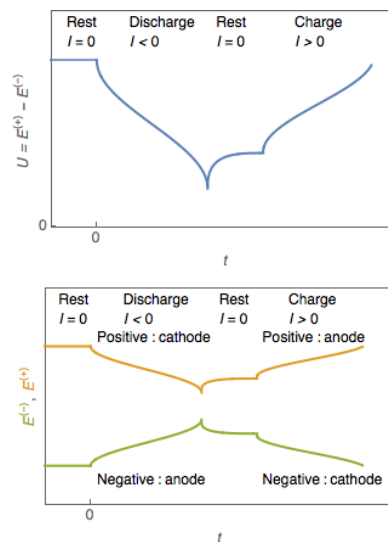 Rest Discharge Rest Charge
I = 0 I < 0 I = 0 I > 0
U = E(+) − E(−)
0
0
t
Rest Discharge Rest Charge
I = 0 I < 0 I = 0 I > 0
Positive : cathode Positive : anode
E(−), E(+)
Negative : anode Negative : cathode
0
t